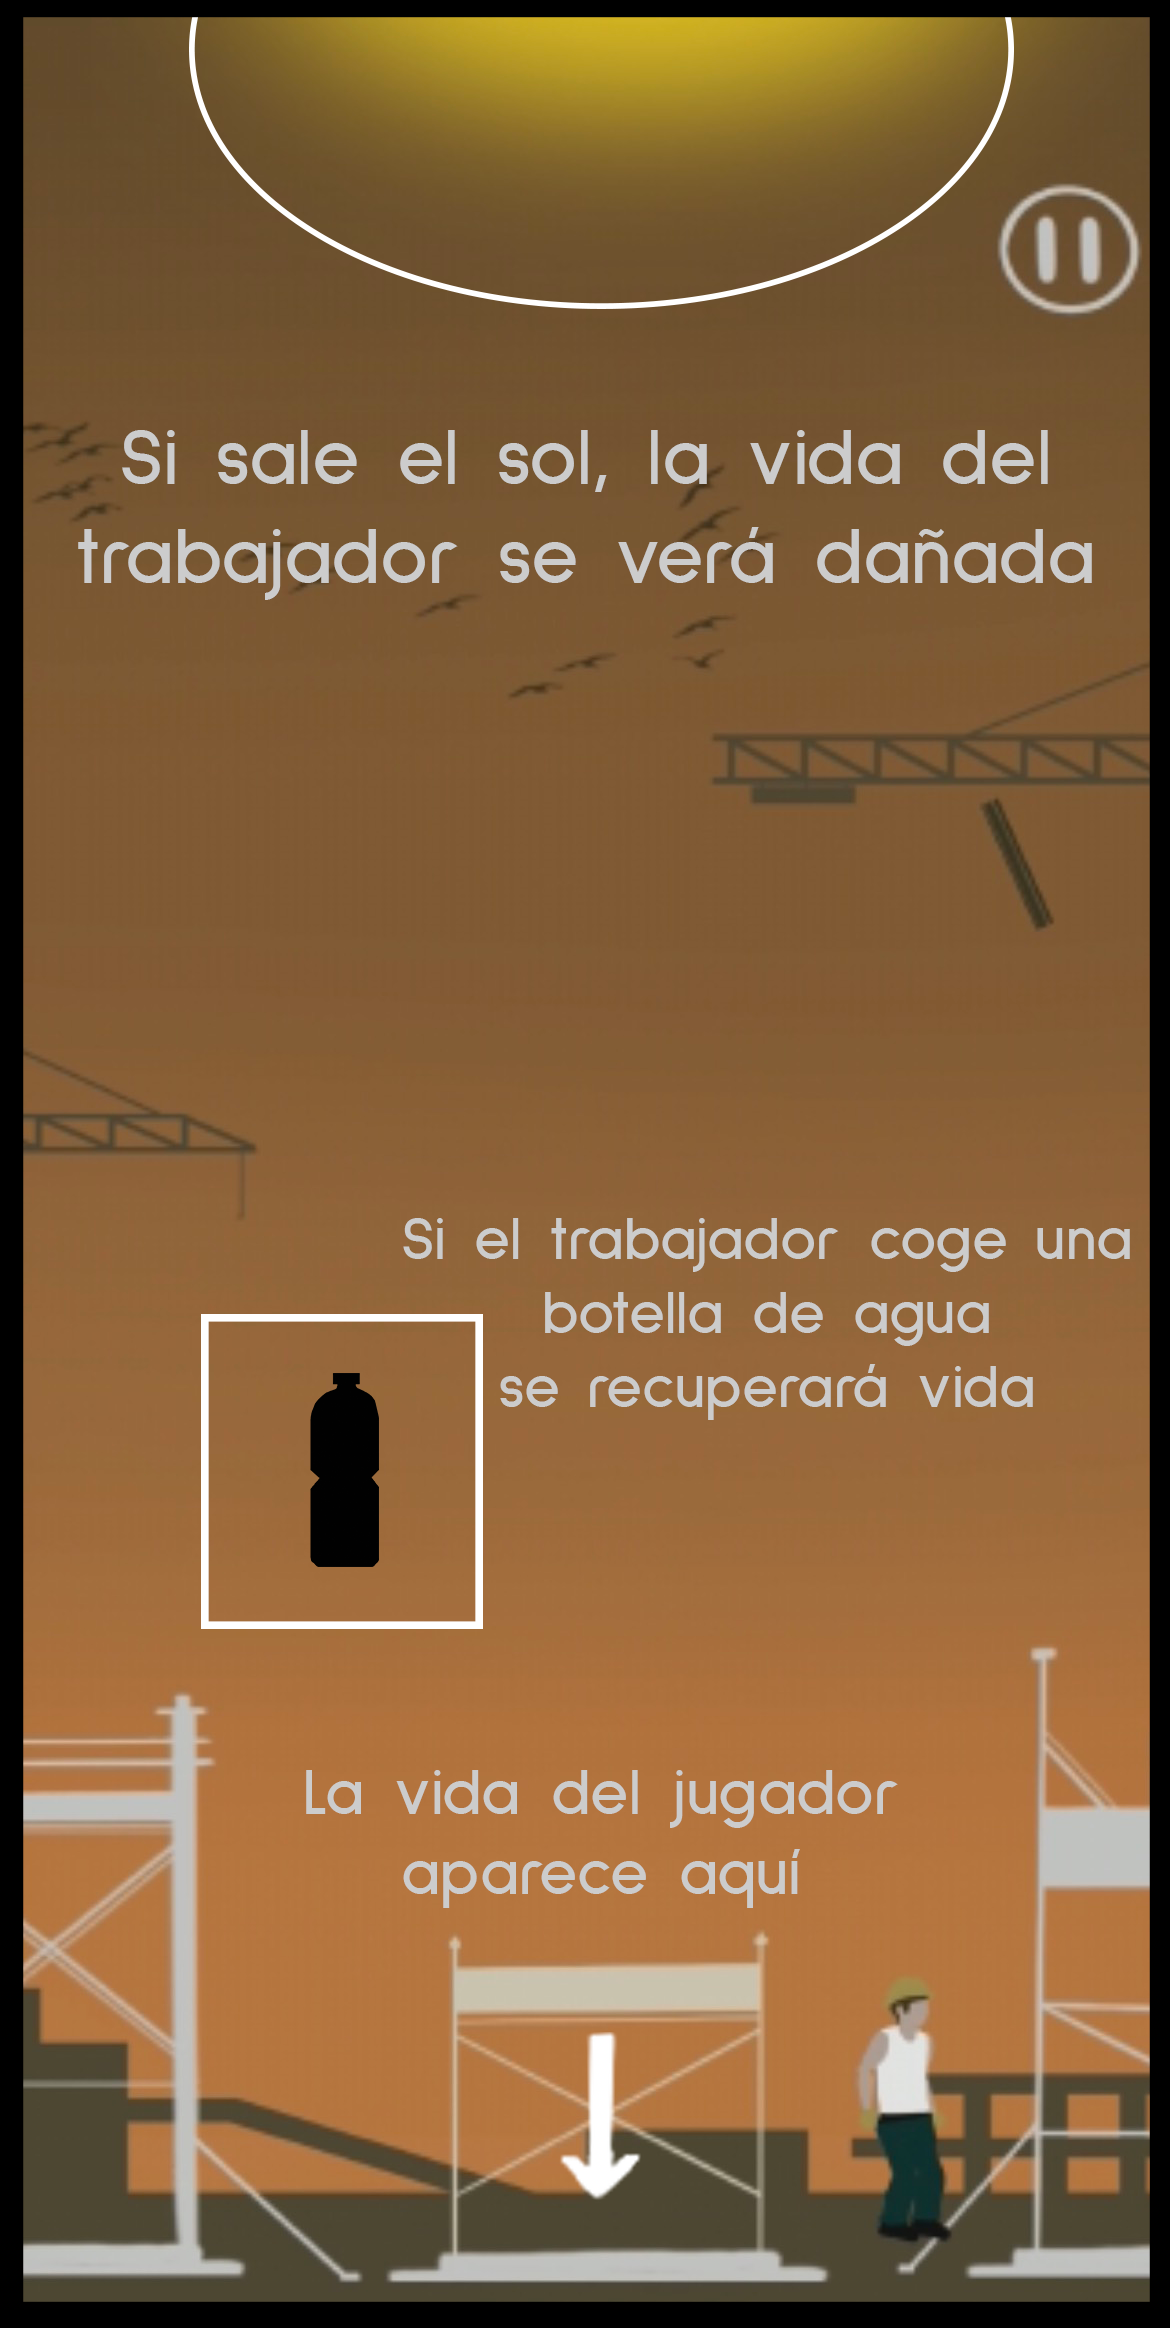 Si sale el sol, la vida del
trabajador se verá dañada
Si el trabajador coge una
botella de agua
se recuperará vida
La vida del jugador
aparece aquí